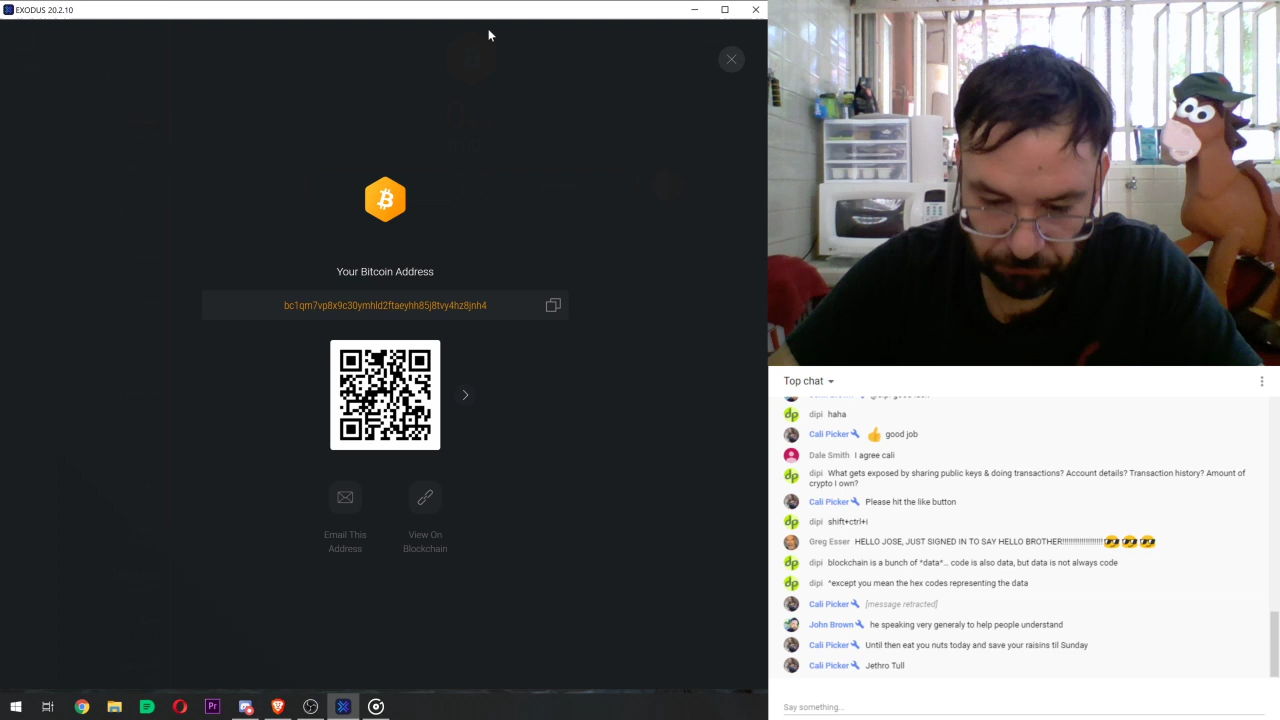 EXODUS 20.2.10
Your Bitcoin Address
bc1qm7vp8x9c30ymhld2ftaeyhh85j8tvy4hz8jnh4
Email This
Address
View On
Blockchain
Top chat
dipi haha
Cali Picker good job
Dale Smith I agree cali
dipi What gets exposed by sharing public keys & doing transactions? Account details? Transaction history? Amount of
crypto I own?
Cali Picker Please hit the like button
dipi shift+ctrl+i
Greg Esser HELLO JOSE, JUST SIGNED IN TO SAY HELLO BROTHER!!!!!!!!!!!!!!!!!!!!
dipi blockchain is a bunch of *data*... code is also data, but data is not always code
dipi *except you mean the hex codes representing the data
Cali Picker [message retracted]
John Brown he speaking very generaly to help people understand
Cali Picker Until then eat you nuts today and save your raisins til Sunday
Cali Picker Jethro Tull
Say something...
Pr